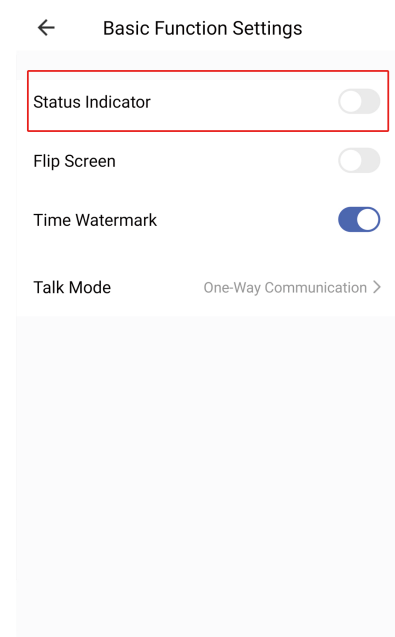 Basic Function Settings
Status Indicator
Flip Screen
Time Watermark
Talk Mode One-Way Communication